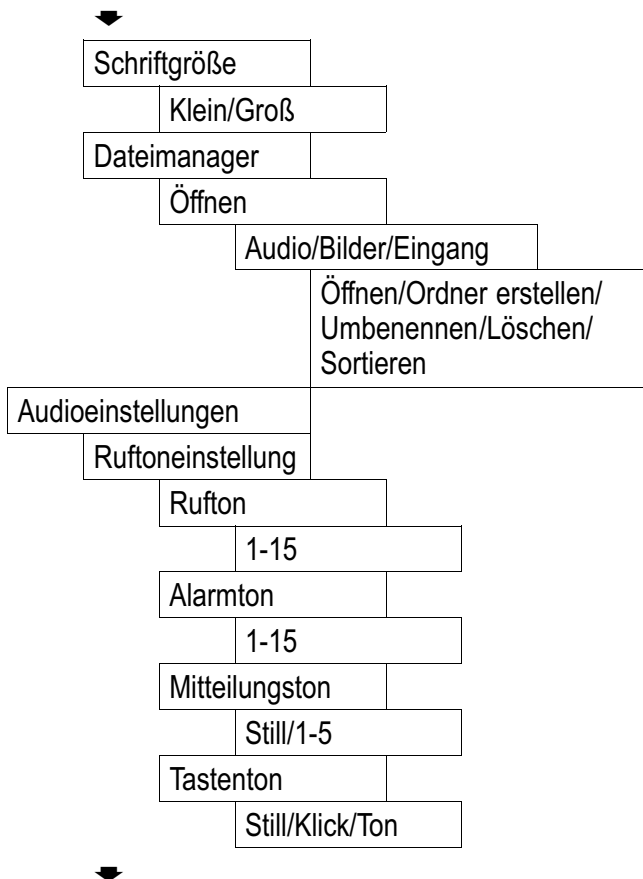 Schriftgröße
Klein/Groß
Dateimanager
Öffnen
Audio/Bilder/Eingang
Öffnen/Ordner erstellen/
Umbenennen/Löschen/
Sortieren
Audioeinstellungen
Ruftoneinstellung
Rufton
1-15
Alarmton
1-15
Mitteilungston
Still/1-5
Tastenton
Still/Klick/Ton